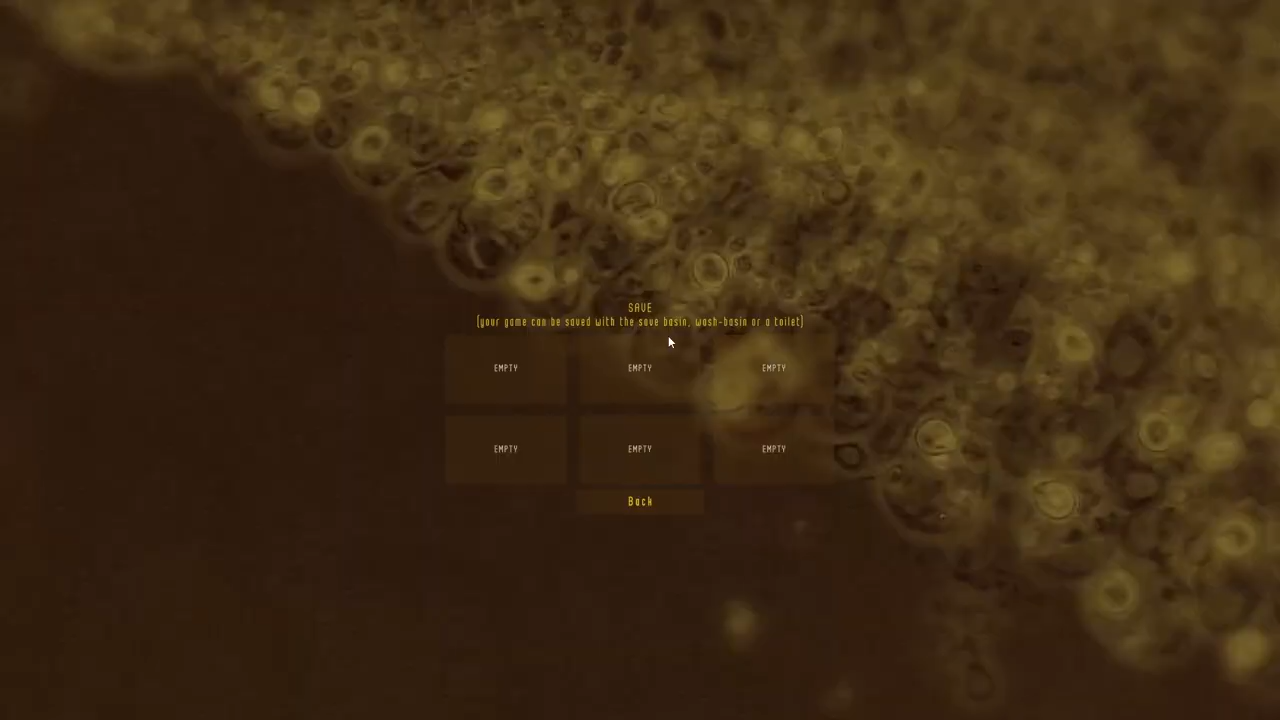 SAVE
(your game can be saved with the save basin, wash-basin or a toilet)
EMPTY EMPTY EMPTY
EMPTY EMPTY EMPTY
Back